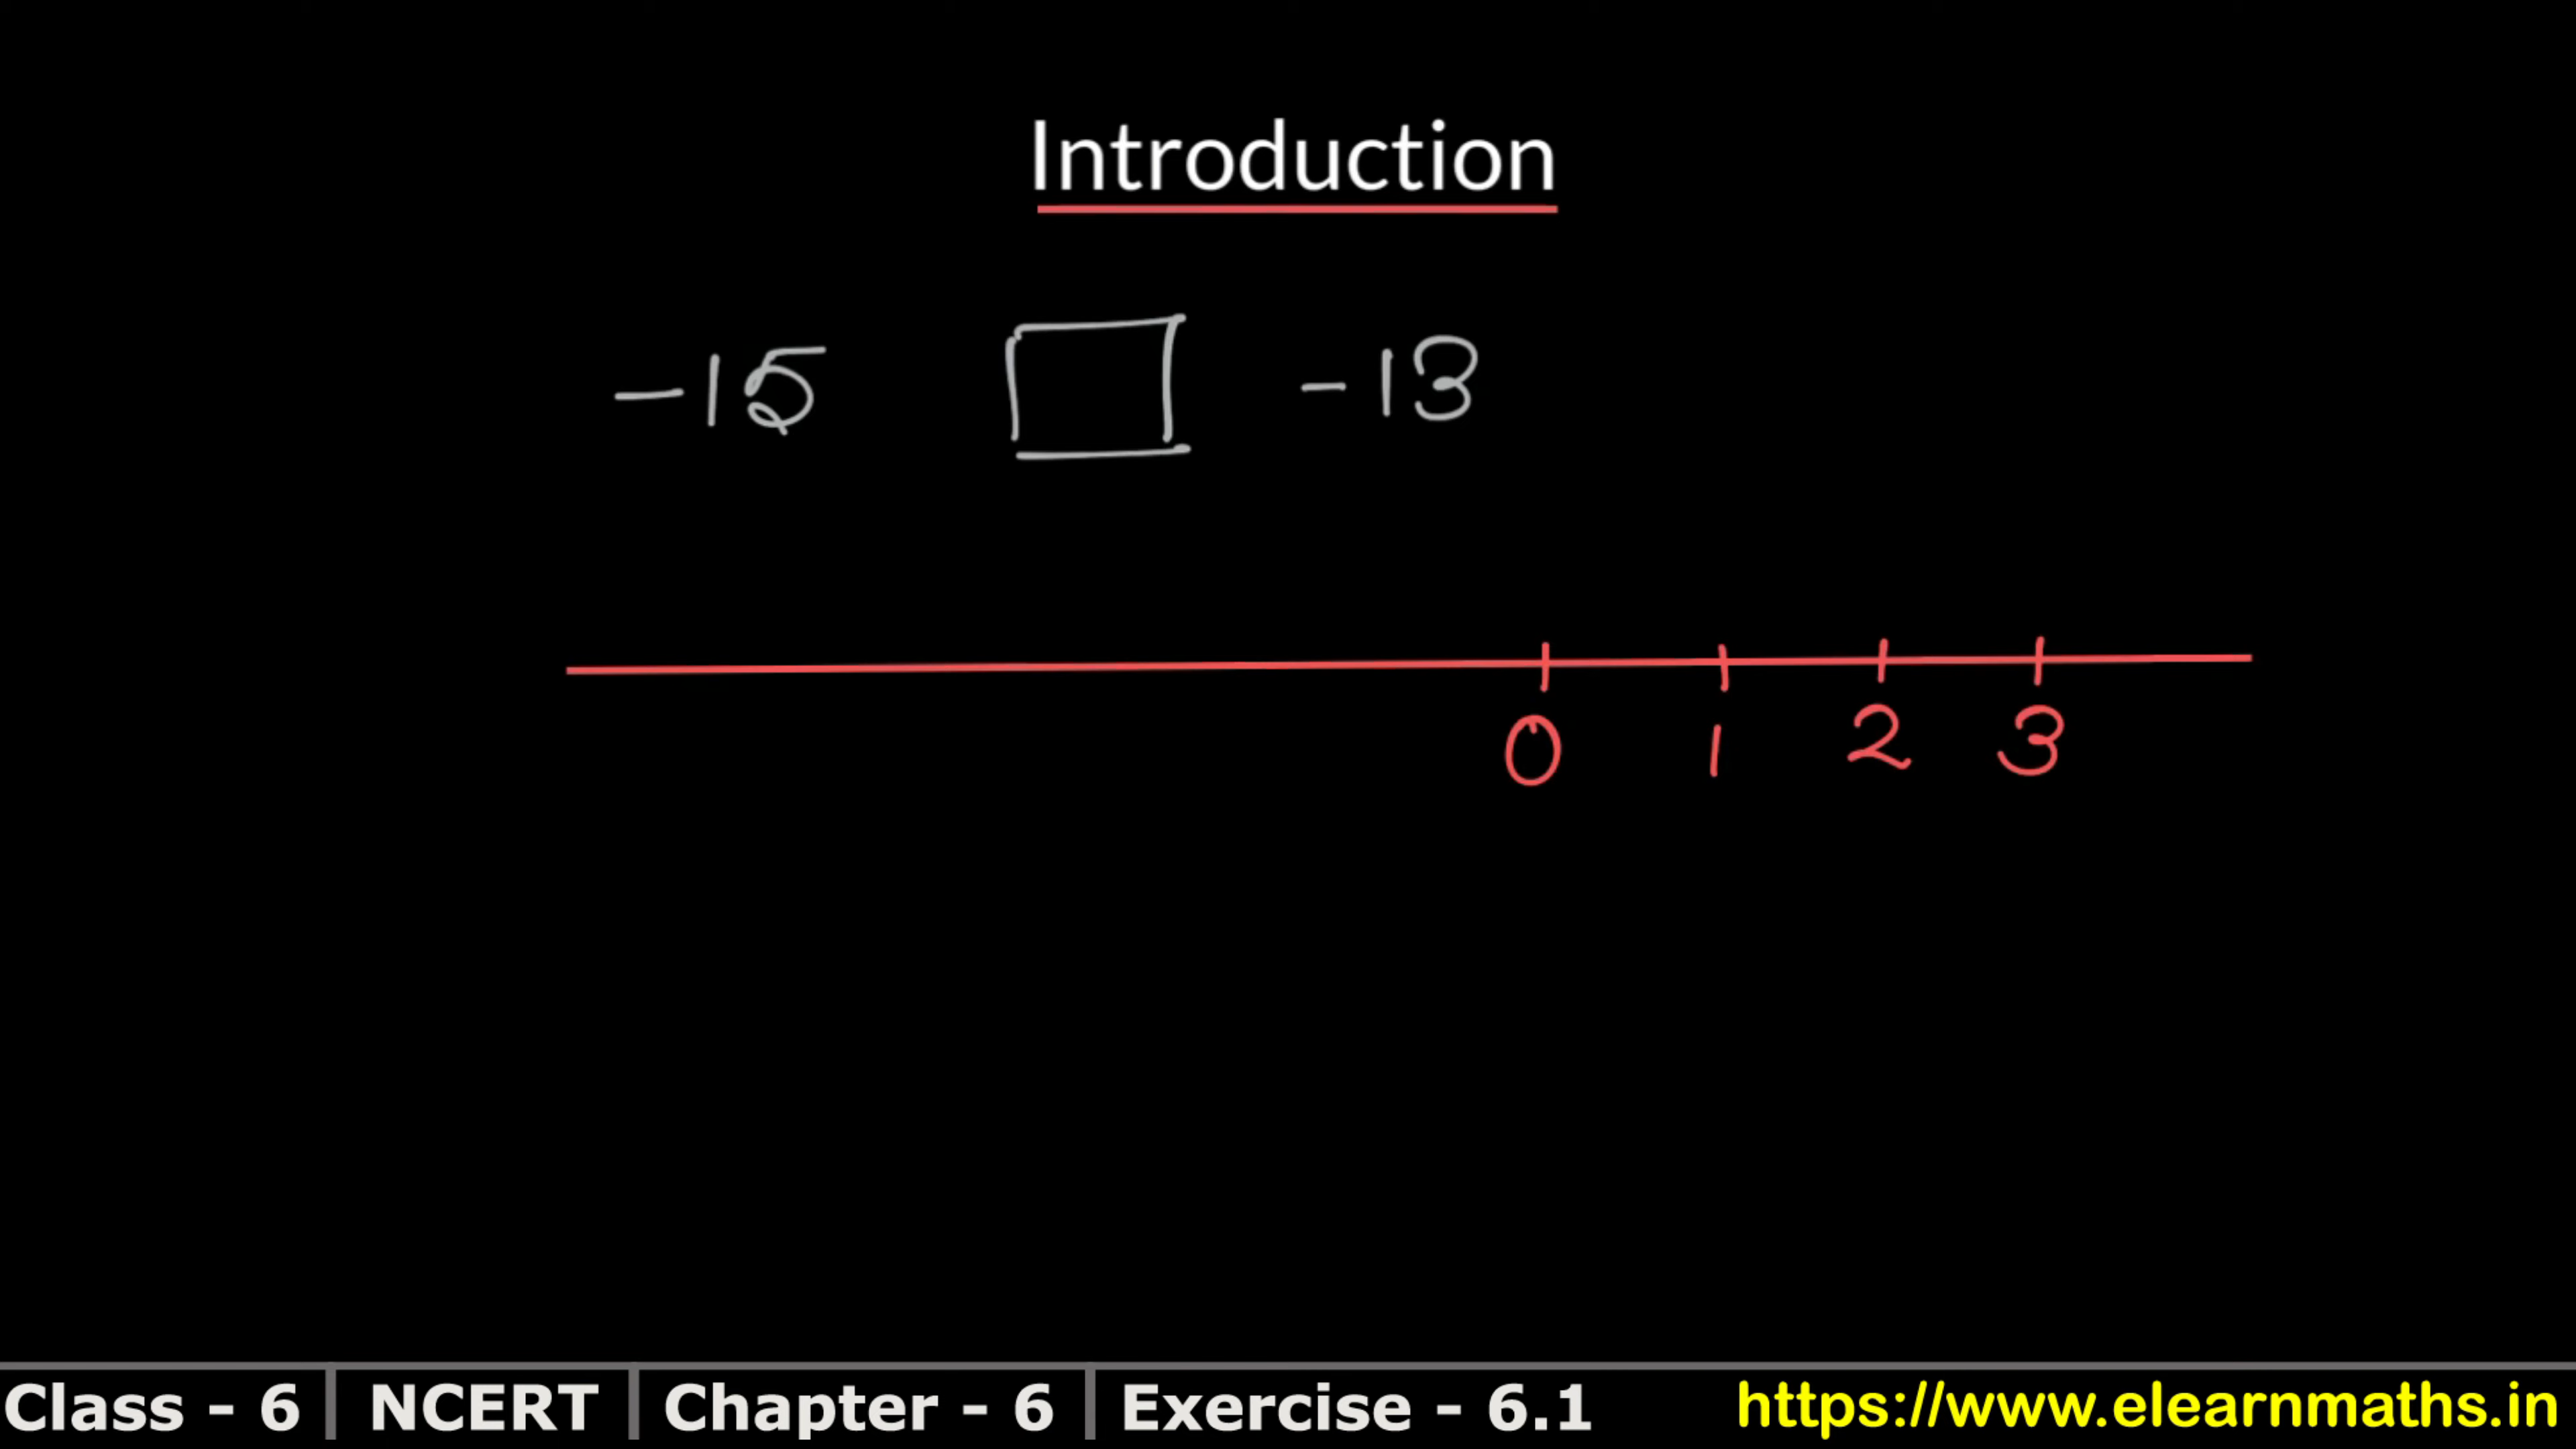 Introduction
-15 □ -13
0 1 2 3
Class - 6 | NCERT | Chapter - 6 | Exercise - 6.1 https://www.elearnmaths.in